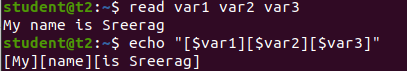 student@t2:~$ read var1 var2 var3
My name is Sreerag
student@t2:~$ echo "[$var1][$var2][$var3]"
[My][name][is Sreerag]